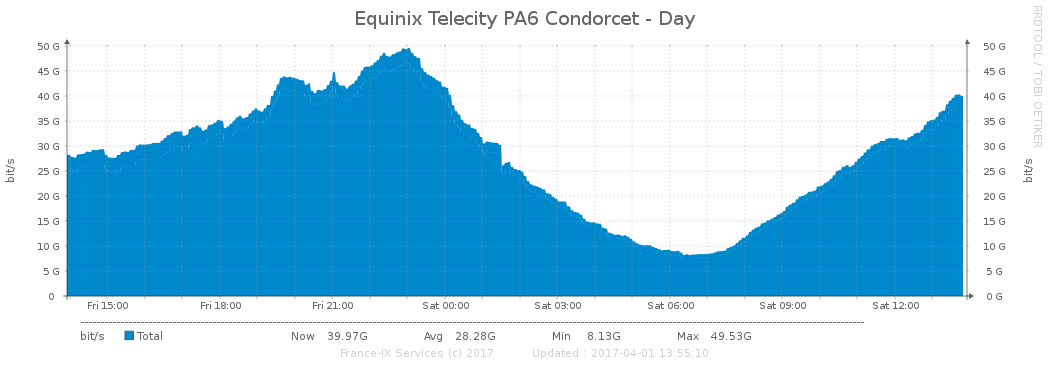 Equinix Telecity PA6 Condorcet - Day
RRDTOOL / TOBI OETIKER
bit/s
50 G 50 G
45 G 45 G
40 G 40 G
35 G 35 G
30 G 30 G
25 G 25 G
20 G 20 G
15 G 15 G
10 G 10 G
5 G 5 G
0 0 G
bit/s
Fri 15:00 Fri 18:00 Fri 21:00 Sat 00:00 Sat 03:00 Sat 06:00 Sat 09:00 Sat 12:00
bit/s Total Now 39.97G Avg 28.28G Min 8.13G Max 49.53G
France-IX Services (c) 2017 Updated : 2017-04-01 13:55:10